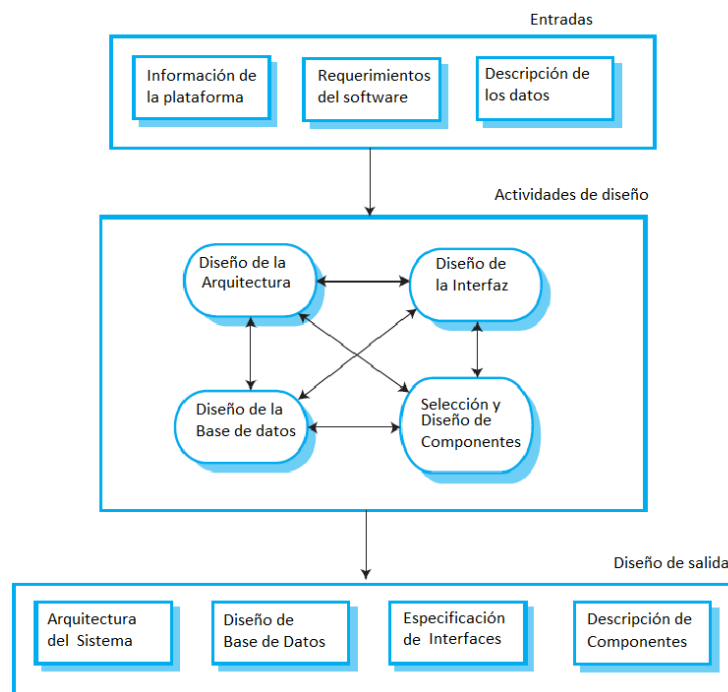 Entradas
Información de
la plataforma
Requerimientos
del software
Descripción de
los datos
Actividades de diseño
Diseño de la
Arquitectura
Diseño de
la Interfaz
Diseño de la
Base de datos
Selección y
Diseño de
Componentes
Diseño de salida
Arquitectura
del Sistema
Diseño de
Base de Datos
Especificación
de Interfaces
Descripción de
Componentes